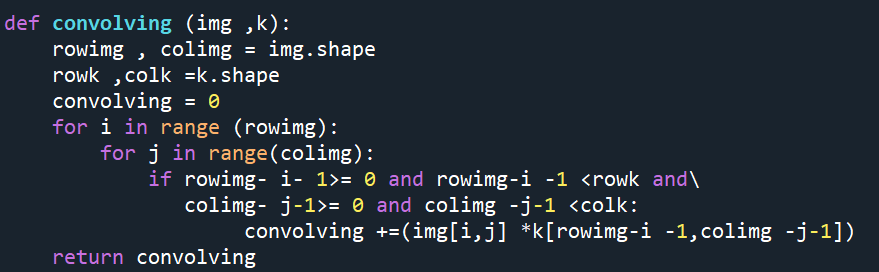 def convolving (img ,k):
    rowimg , colimg = img.shape
    rowk ,colk =k.shape
    convolving = 0
    for i in range (rowimg):
        for j in range(colimg):
            if rowimg- i- 1>= 0 and rowimg-i -1 <rowk and\
               colimg- j-1>= 0 and colimg -j-1 <colk:
                    convolving +=(img[i,j] *k[rowimg-i -1,colimg -j-1])
    return convolving